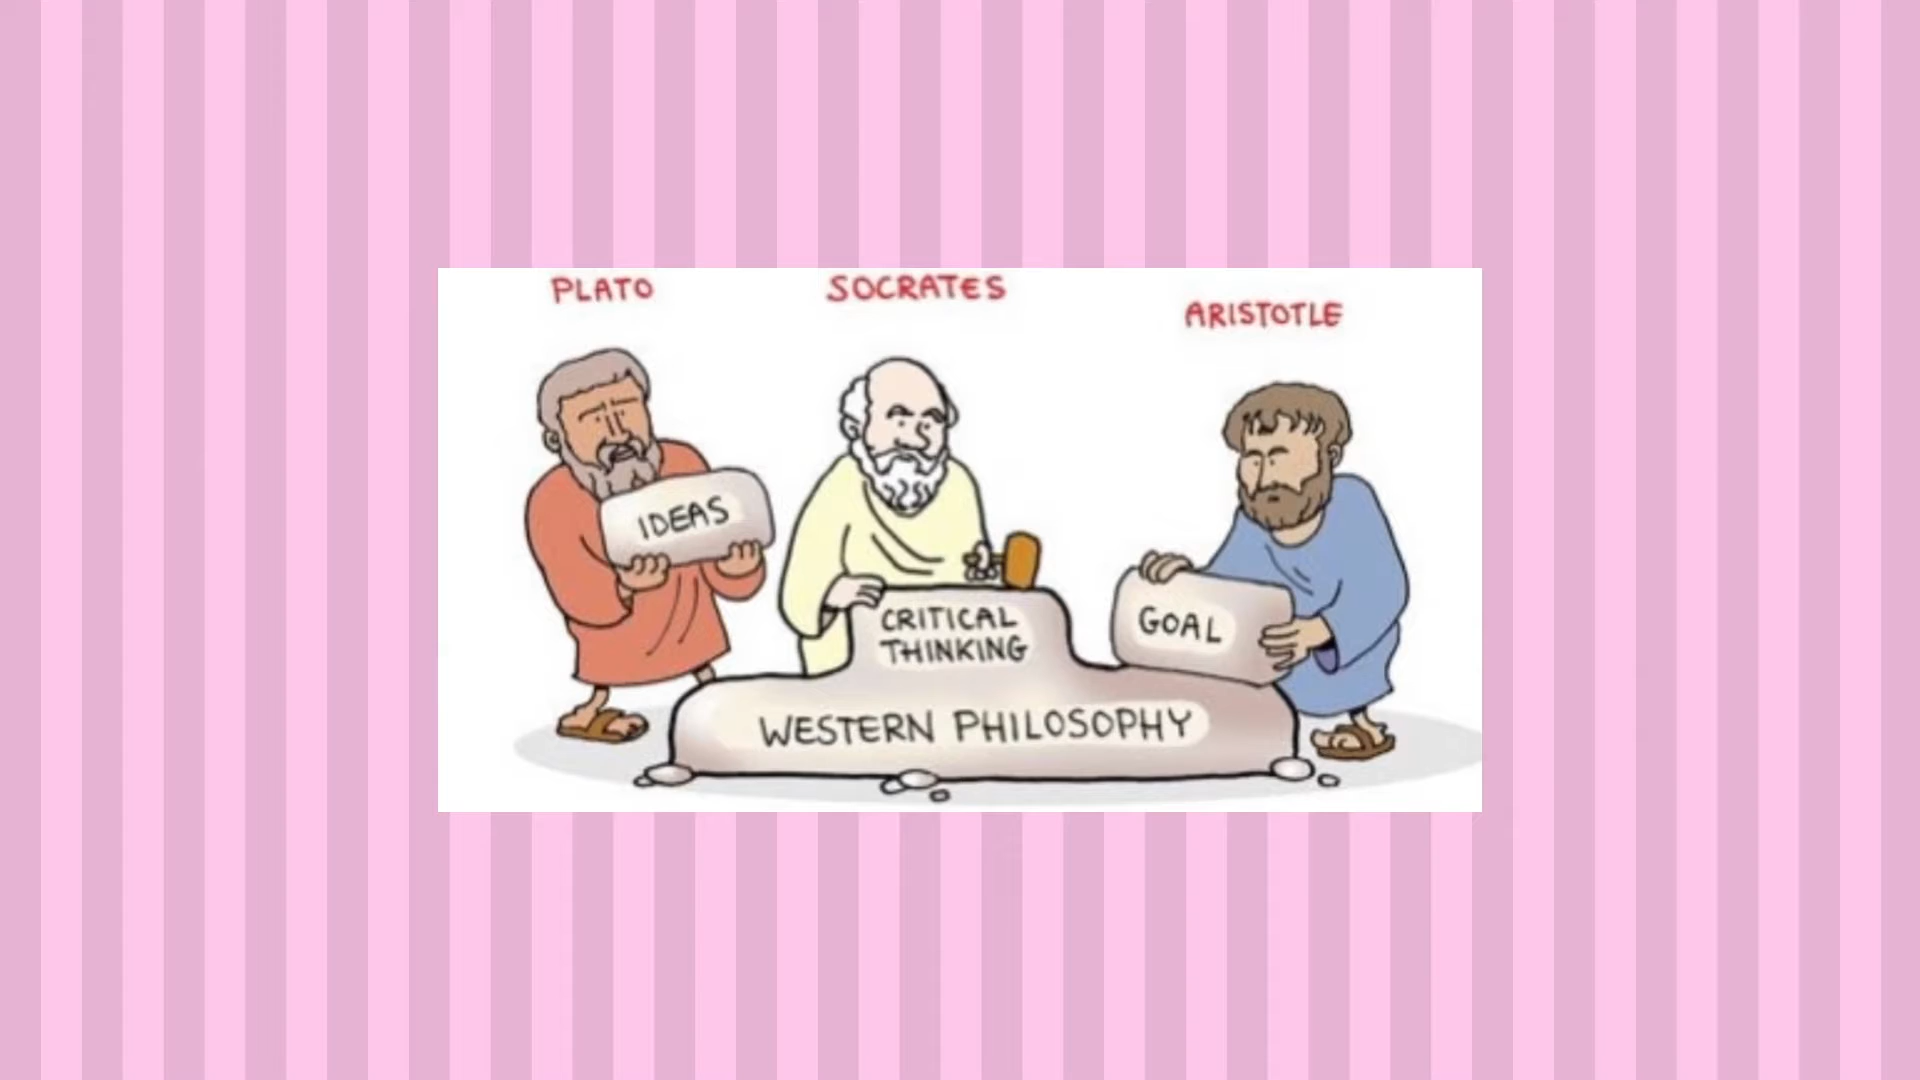 PLATO
SOCRATES
ARISTOTLE
IDEAS
CRITICAL
THINKING
GOAL
WESTERN PHILOSOPHY